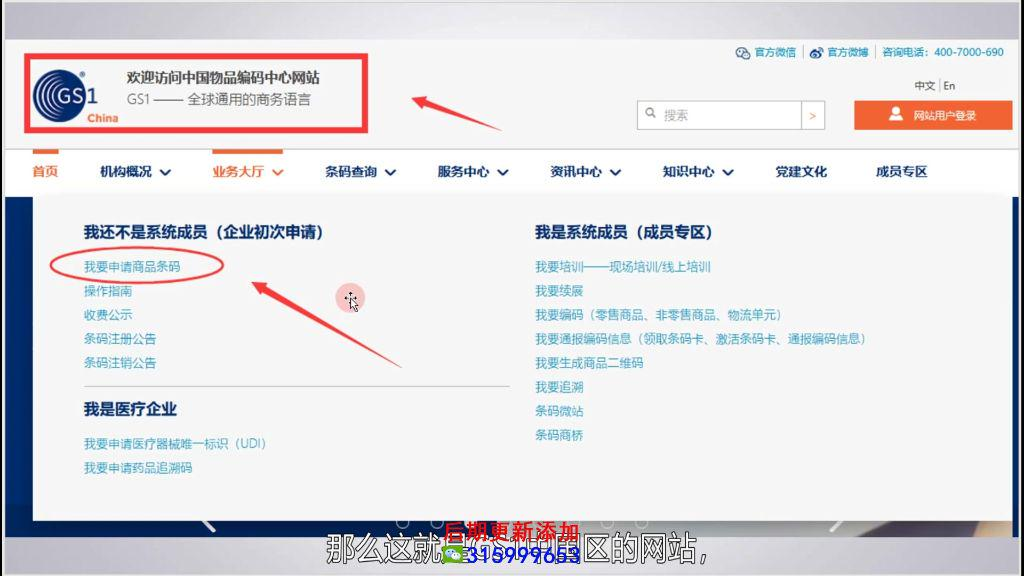 官方微信 官方微博 咨询电话：400-7000-690
GS1 China
欢迎访问中国物品编码中心网站
GS1 —— 全球通用的商务语言
中文 En
搜索 >
网站用户登录
首页 机构概况 业务大厅 条码查询 服务中心 资讯中心 知识中心 党建文化 成员专区
我还不是系统成员（企业初次申请）
我要申请商品条码
操作指南
收费公示
条码注册公告
条码注销公告
我是医疗企业
我要申请医疗器械唯一标识（UDI）
我要申请药品追溯码
我是系统成员（成员专区）
我要培训——现场培训/线上培训
我要续展
我要编码（零售商品、非零售商品、物流单元）
我要通报编码信息（领取条码卡、激活条码卡、通报编码信息）
我要生成商品二维码
我要追溯
条码微站
条码商桥
后期更新添加
315999653
那么这就是GS1中国区的网站，